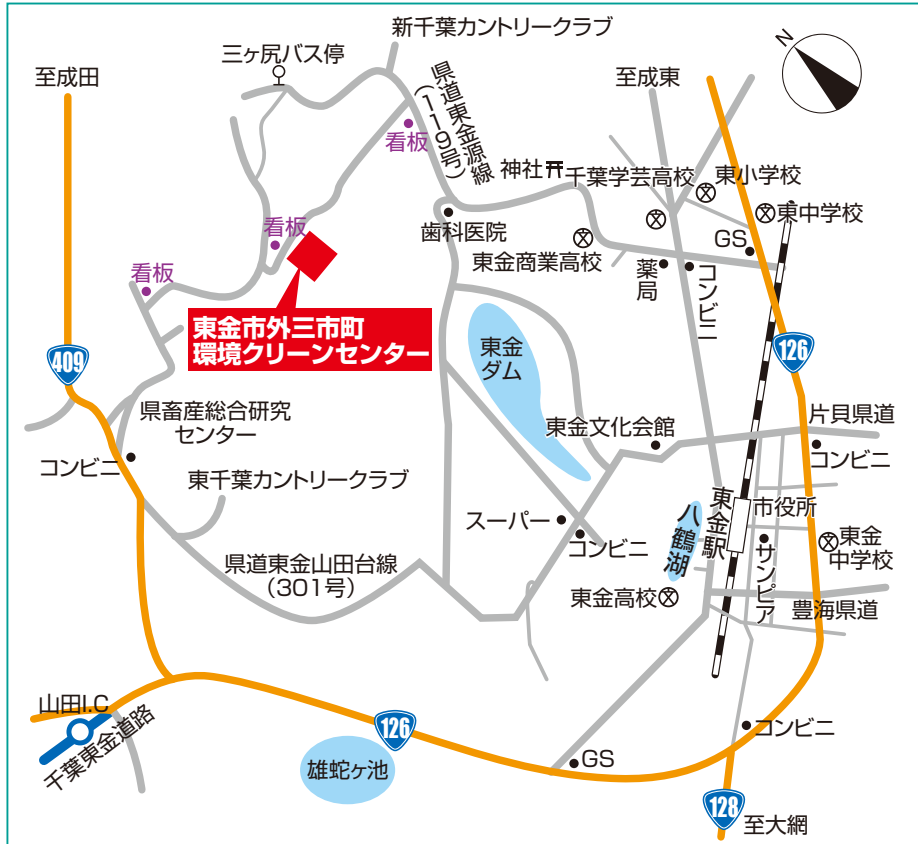 新千葉カントリークラブ
三ヶ尻バス停
至成田
県道東金源線
(119号)
至成東
N
看板
神社
千葉学芸高校
東小学校
東中学校
歯科医院
東金商業高校
GS
薬局
コンビニ
看板
看板
東金市外三市町
環境クリーンセンター
東金
ダム
126
409
県畜産総合研究
センター
コンビニ
東金文化会館
片貝県道
コンビニ
東千葉カントリークラブ
スーパー
コンビニ
八鶴湖
東金駅
市役所
サンピア
東金
中学校
県道東金山田台線
(301号)
東金高校
豊海県道
山田I.C
千葉東金道路
126
雄蛇ヶ池
GS
コンビニ
128
至大網